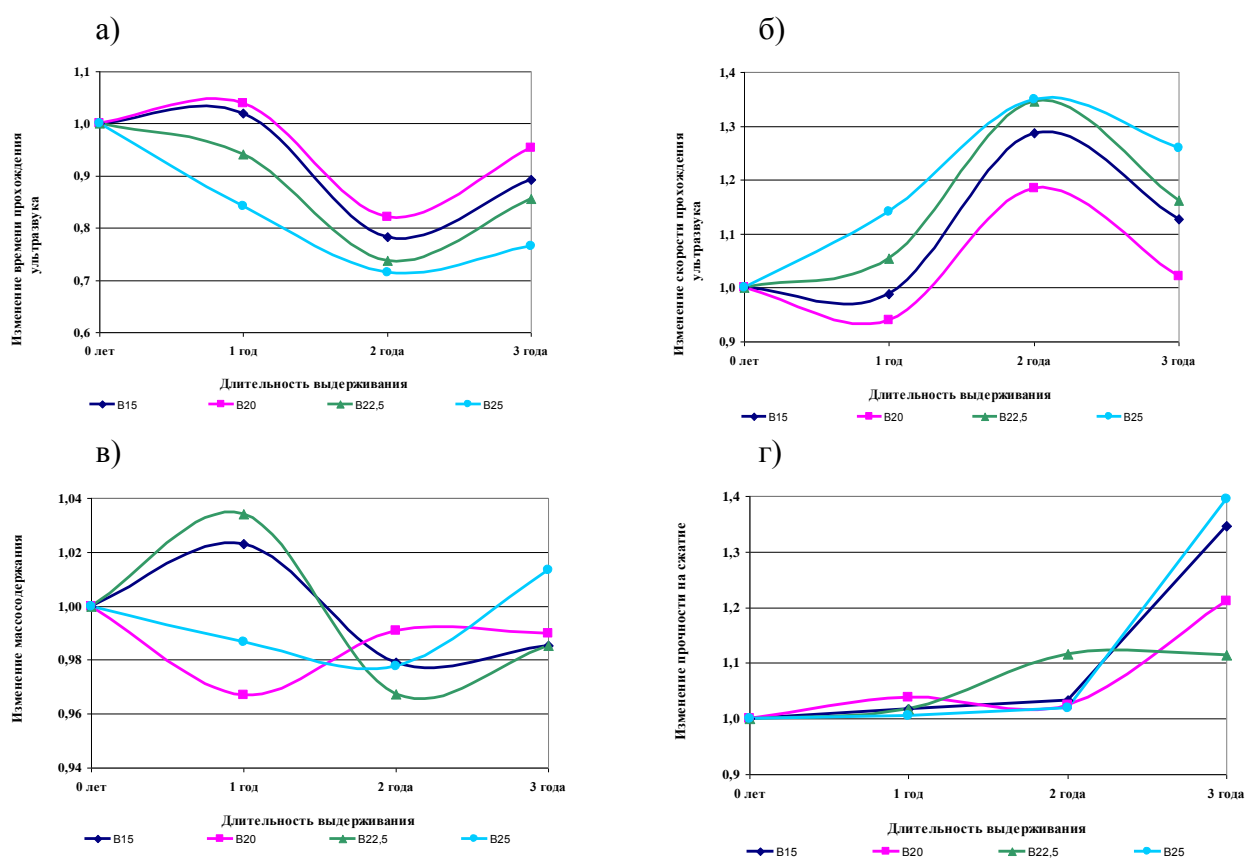 а)
Изменение времени прохождения
ультразвука
1,1
1,0
0,9
0,8
0,7
0,6
0 лет 1 год 2 года 3 года
Длительность выдерживания
В15 В20 В22,5 В25
б)
Изменение скорости прохождения
ультразвука
1,4
1,3
1,2
1,1
1,0
0,9
0 лет 1 год 2 года 3 года
Длительность выдерживания
В15 В20 В22,5 В25
в)
Изменение массосодержания
1,04
1,02
1,00
0,98
0,96
0,94
0 лет 1 год 2 года 3 года
Длительность выдерживания
В15 В20 В22,5 В25
г)
Изменение прочности на сжатие
1,4
1,3
1,2
1,1
1,0
0,9
0 лет 1 год 2 года 3 года
Длительность выдерживания
В15 В20 В22,5 В25